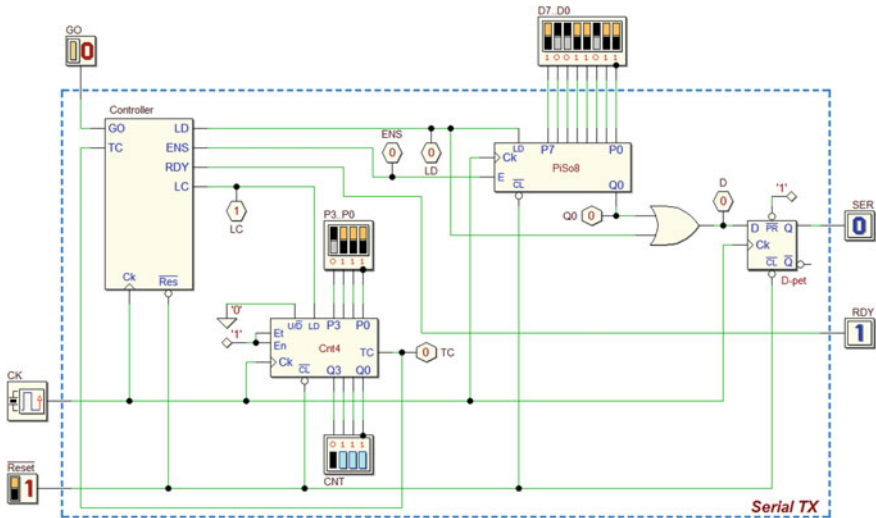 D7..D0
GO
0
1 0 0 1 1 0 1 1
Controller
GO LD
TC ENS
RDY
LC
Ck Res
ENS
0
0
LD
LD P7 P0
Ck
PiSo8
E
CL Q0
1
LC
Q0 0
D
0
'1'
D PR Q
Ck
CL Q
D-pet
SER
0
P3..P0
0 1 1 1
'0'
'1'
U/D LD P3 P0
Et
En
Cnt4
TC
Ck
CL Q3 Q0
0 TC
RDY
1
CK
0 1 1 1
CNT
Reset
1
Serial TX